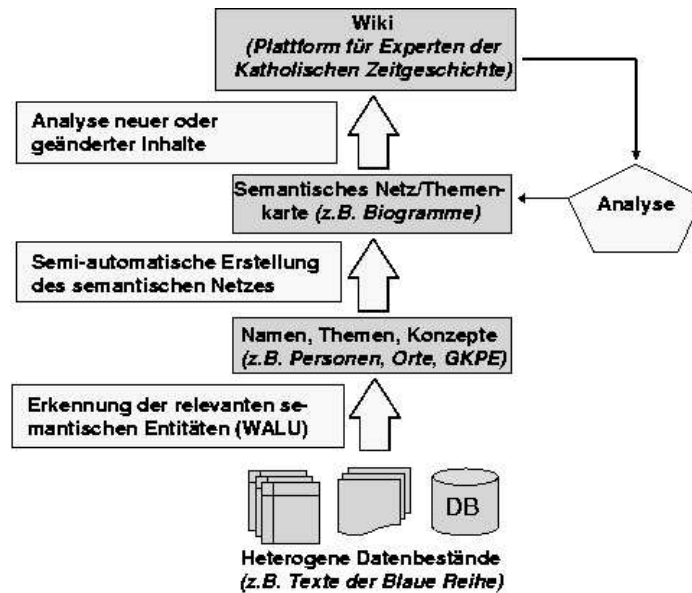 Wiki
(Plattform für Experten der
Katholischen Zeitgeschichte)
Analyse neuer oder
geänderter Inhalte
Semantisches Netz/Themen-
karte (z.B. Biogramme)
Analyse
Semi-automatische Erstellung
des semantischen Netzes
Namen, Themen, Konzepte
(z.B. Personen, Orte, GKPE)
Erkennung der relevanten se-
mantischen Entitäten (WALU)
DB
Heterogene Datenbestände
(z.B. Texte der Blaue Reihe)